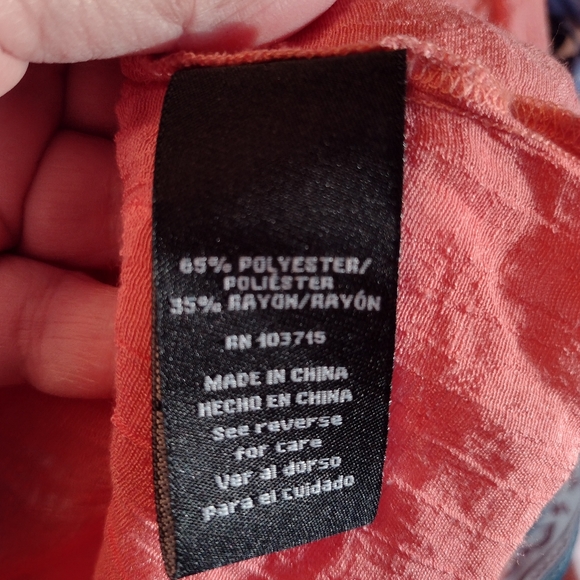 65% POLYESTER/
POLIÉSTER
35% RAYON/RAYÓN
RN 103715
MADE IN CHINA
HECHO EN CHINA
See reverse
for care
Ver al dorso
para el cuidado